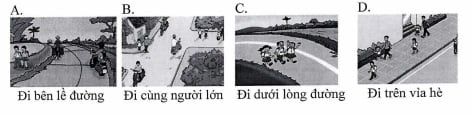 A. B. C. D.
Đi bên lề đường Đi cùng người lớn Đi dưới lòng đường Đi trên vỉa hè